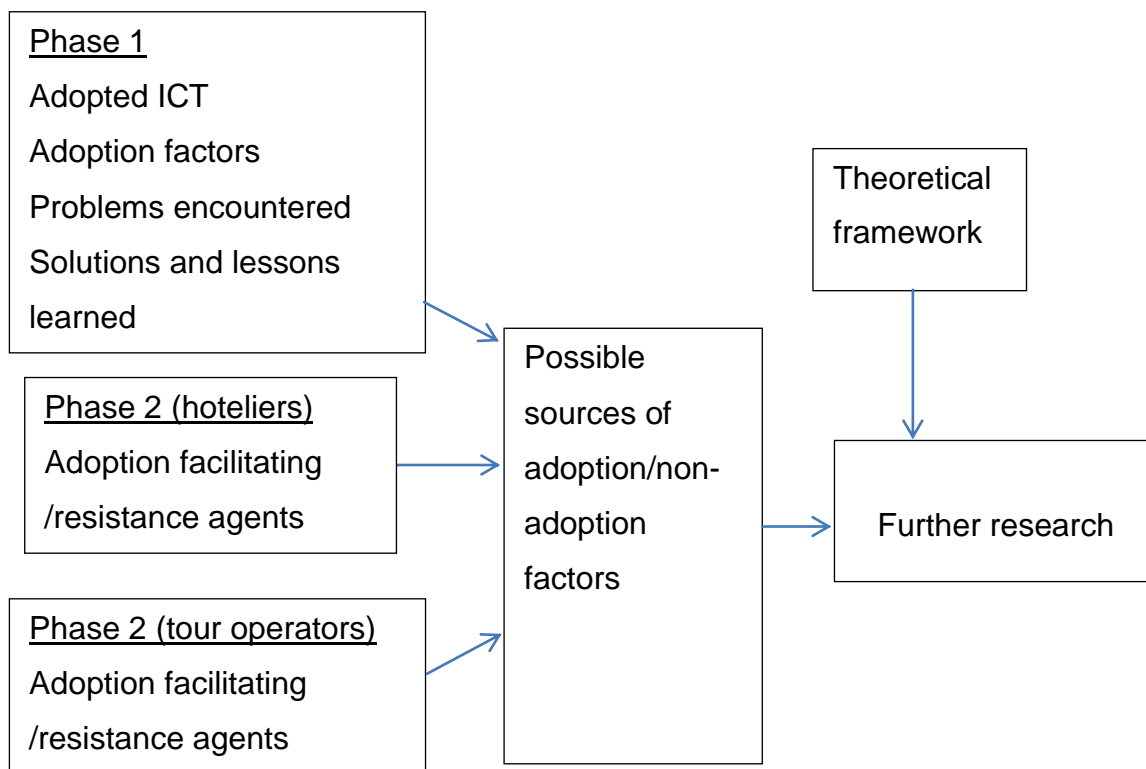 Phase 1
Adopted ICT
Adoption factors
Problems encountered
Solutions and lessons
learned
Phase 2 (hoteliers)
Adoption facilitating
/resistance agents
Phase 2 (tour operators)
Adoption facilitating
/resistance agents
Possible
sources of
adoption/non-
adoption
factors
Theoretical
framework
Further research